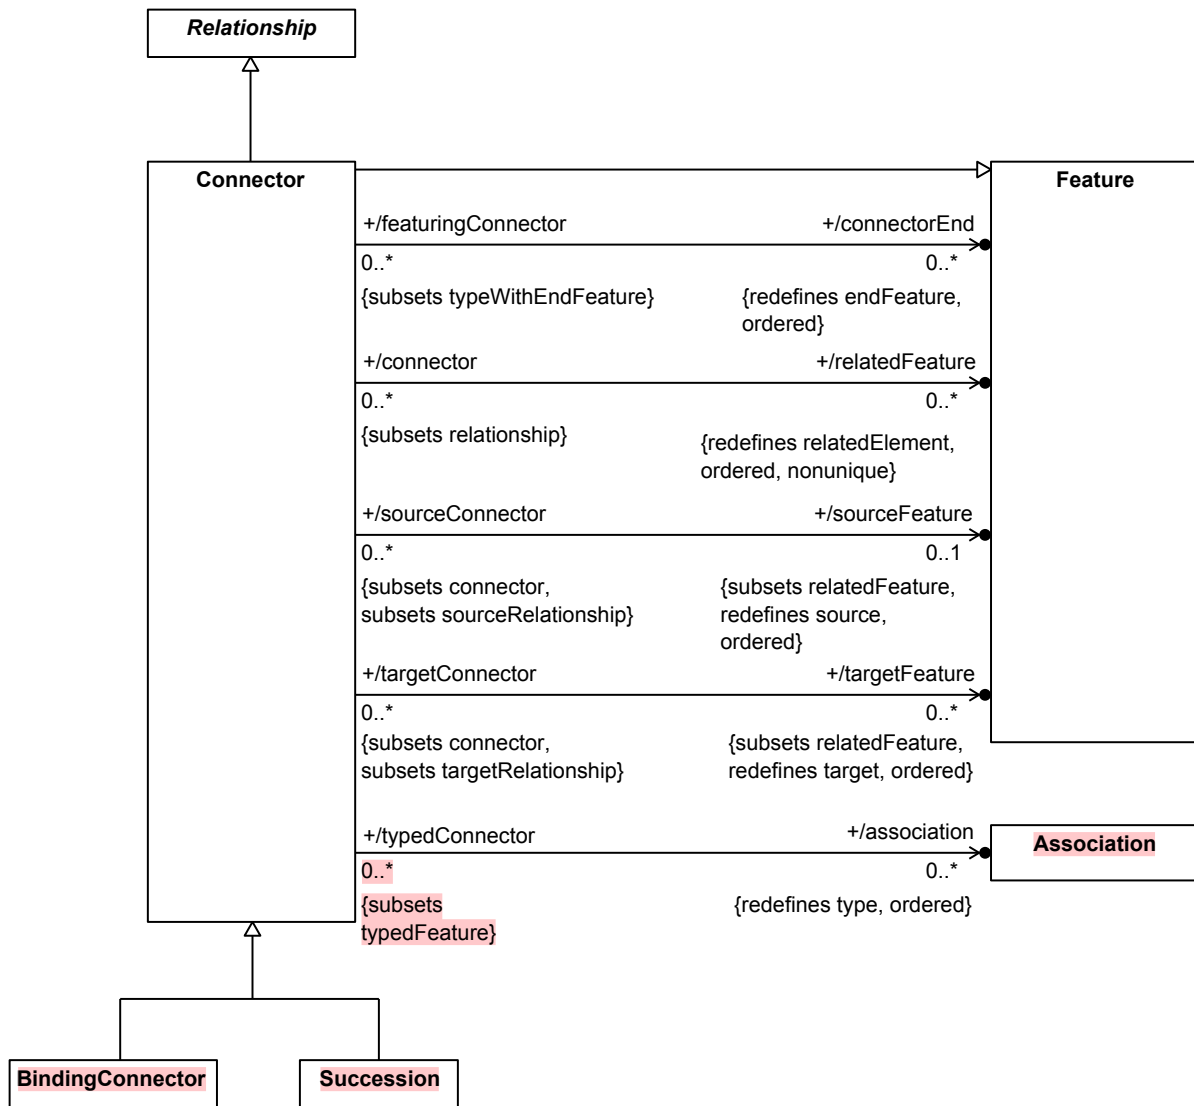 Relationship
Connector
Feature
+/featuringConnector
+/connectorEnd
0..*
0..*
{subsets typeWithEndFeature}
{redefines endFeature,
ordered}
+/connector
+/relatedFeature
0..*
0..*
{subsets relationship}
{redefines relatedElement,
ordered, nonunique}
+/sourceConnector
+/sourceFeature
0..*
0..1
{subsets connector,
subsets sourceRelationship}
{subsets relatedFeature,
redefines source,
ordered}
+/targetConnector
+/targetFeature
0..*
0..*
{subsets connector,
subsets targetRelationship}
{subsets relatedFeature,
redefines target, ordered}
+/typedConnector
+/association
Association
0..*
0..*
{subsets
typedFeature}
{redefines type, ordered}
BindingConnector
Succession